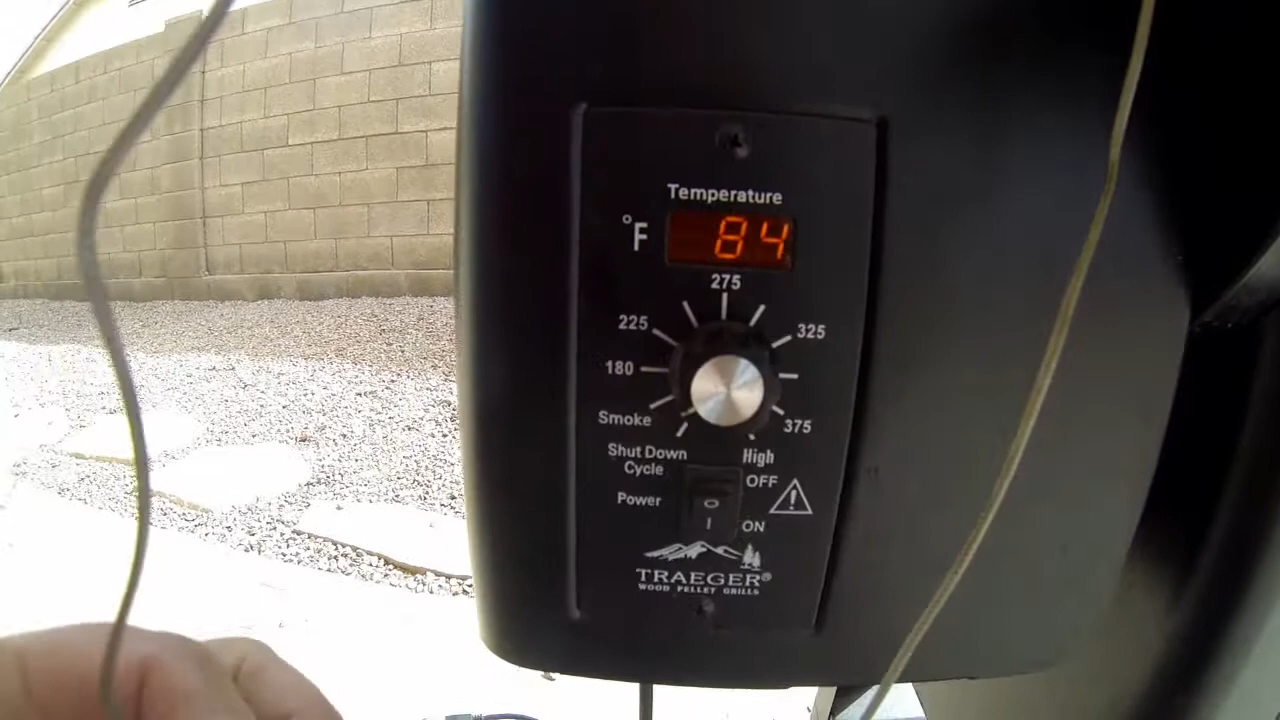 Temperature
°F 84
275
225
325
180
Smoke
375
Shut Down
Cycle
High
OFF
Power
O
I
ON
TRAEGER®
WOOD PELLET GRILLS